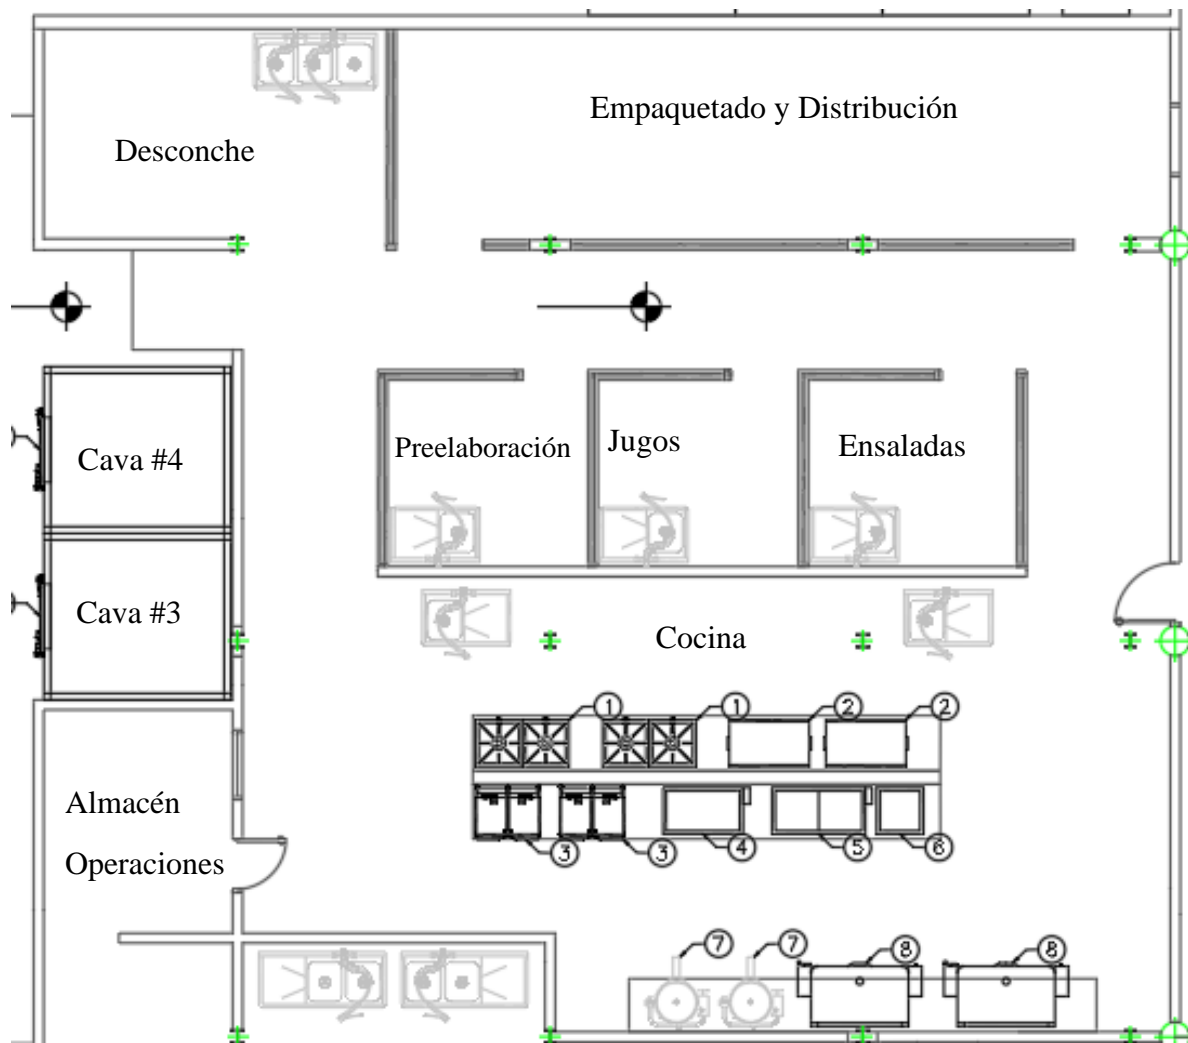 Empaquetado y Distribución
Desconche
Preelaboración
Jugos
Ensaladas
Cava #4
Cava #3
Cocina
1
1
2
2
Almacén
Operaciones
3
3
4
5
6
7
7
8
8